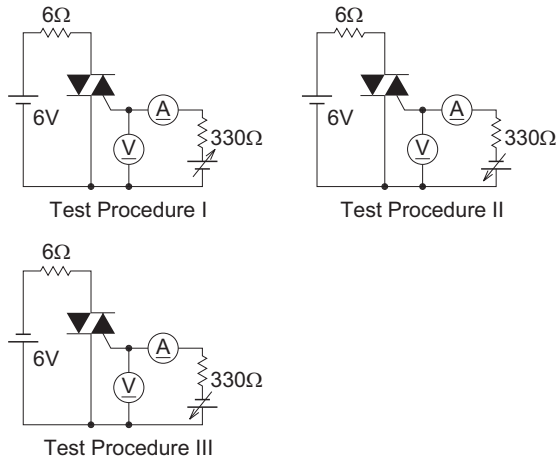 6Ω
6V
A
V
330Ω
Test Procedure I
6Ω
6V
A
V
330Ω
Test Procedure II
6Ω
6V
A
V
330Ω
Test Procedure III